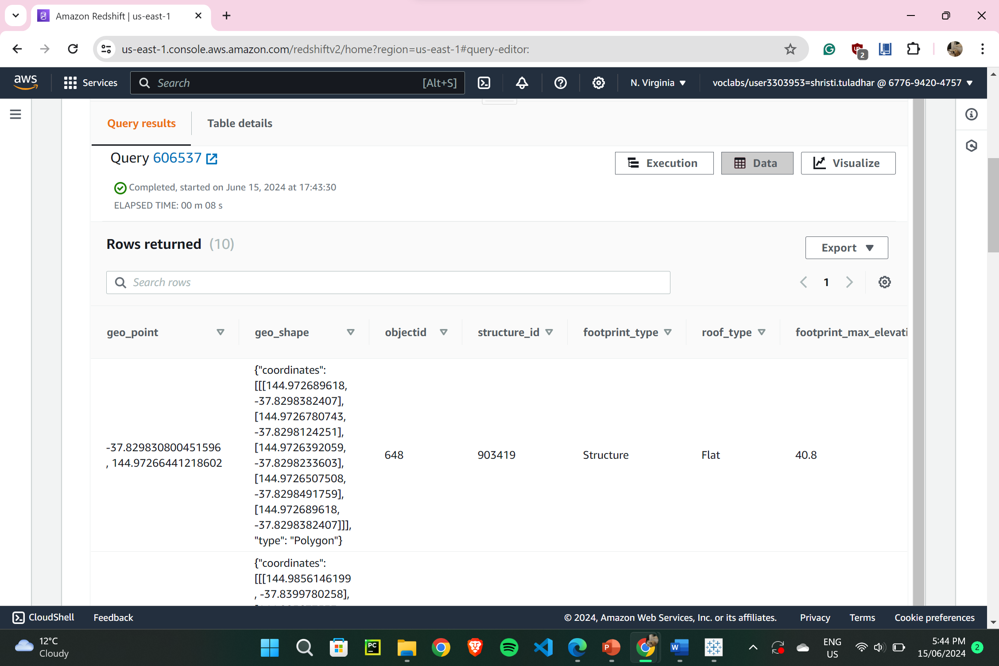 Amazon Redshift | us-east-1
us-east-1.console.aws.amazon.com/redshiftv2/home?region=us-east-1#query-editor:
2
aws
Services
Search
[Alt+S]
N. Virginia
voclabs/user3303953=shristi.tuladhar @ 6776-9420-4757
Query results
Table details
Query 606537
Execution
Data
Visualize
Completed, started on June 15, 2024 at 17:43:30
ELAPSED TIME: 00 m 08 s
Rows returned (10)
Export
Search rows
1
geo_point
geo_shape
objectid
structure_id
footprint_type
roof_type
footprint_max_elevati
-37.829830800451596
, 144.97266441218602
{"coordinates":
[[[144.972689618,
-37.8298382407],
[144.9726780743,
-37.8298124251],
[144.9726392059,
-37.8298233603],
[144.9726507508,
-37.8298491759],
[144.972689618,
-37.8298382407]]],
"type": "Polygon"}
648
903419
Structure
Flat
40.8
{"coordinates":
[[[144.9856146199
, -37.8399780258],
CloudShell
Feedback
© 2024, Amazon Web Services, Inc. or its affiliates.
Privacy
Terms
Cookie preferences
12°C
Cloudy
PC
P
W
ENG
US
5:44 PM
15/06/2024
2